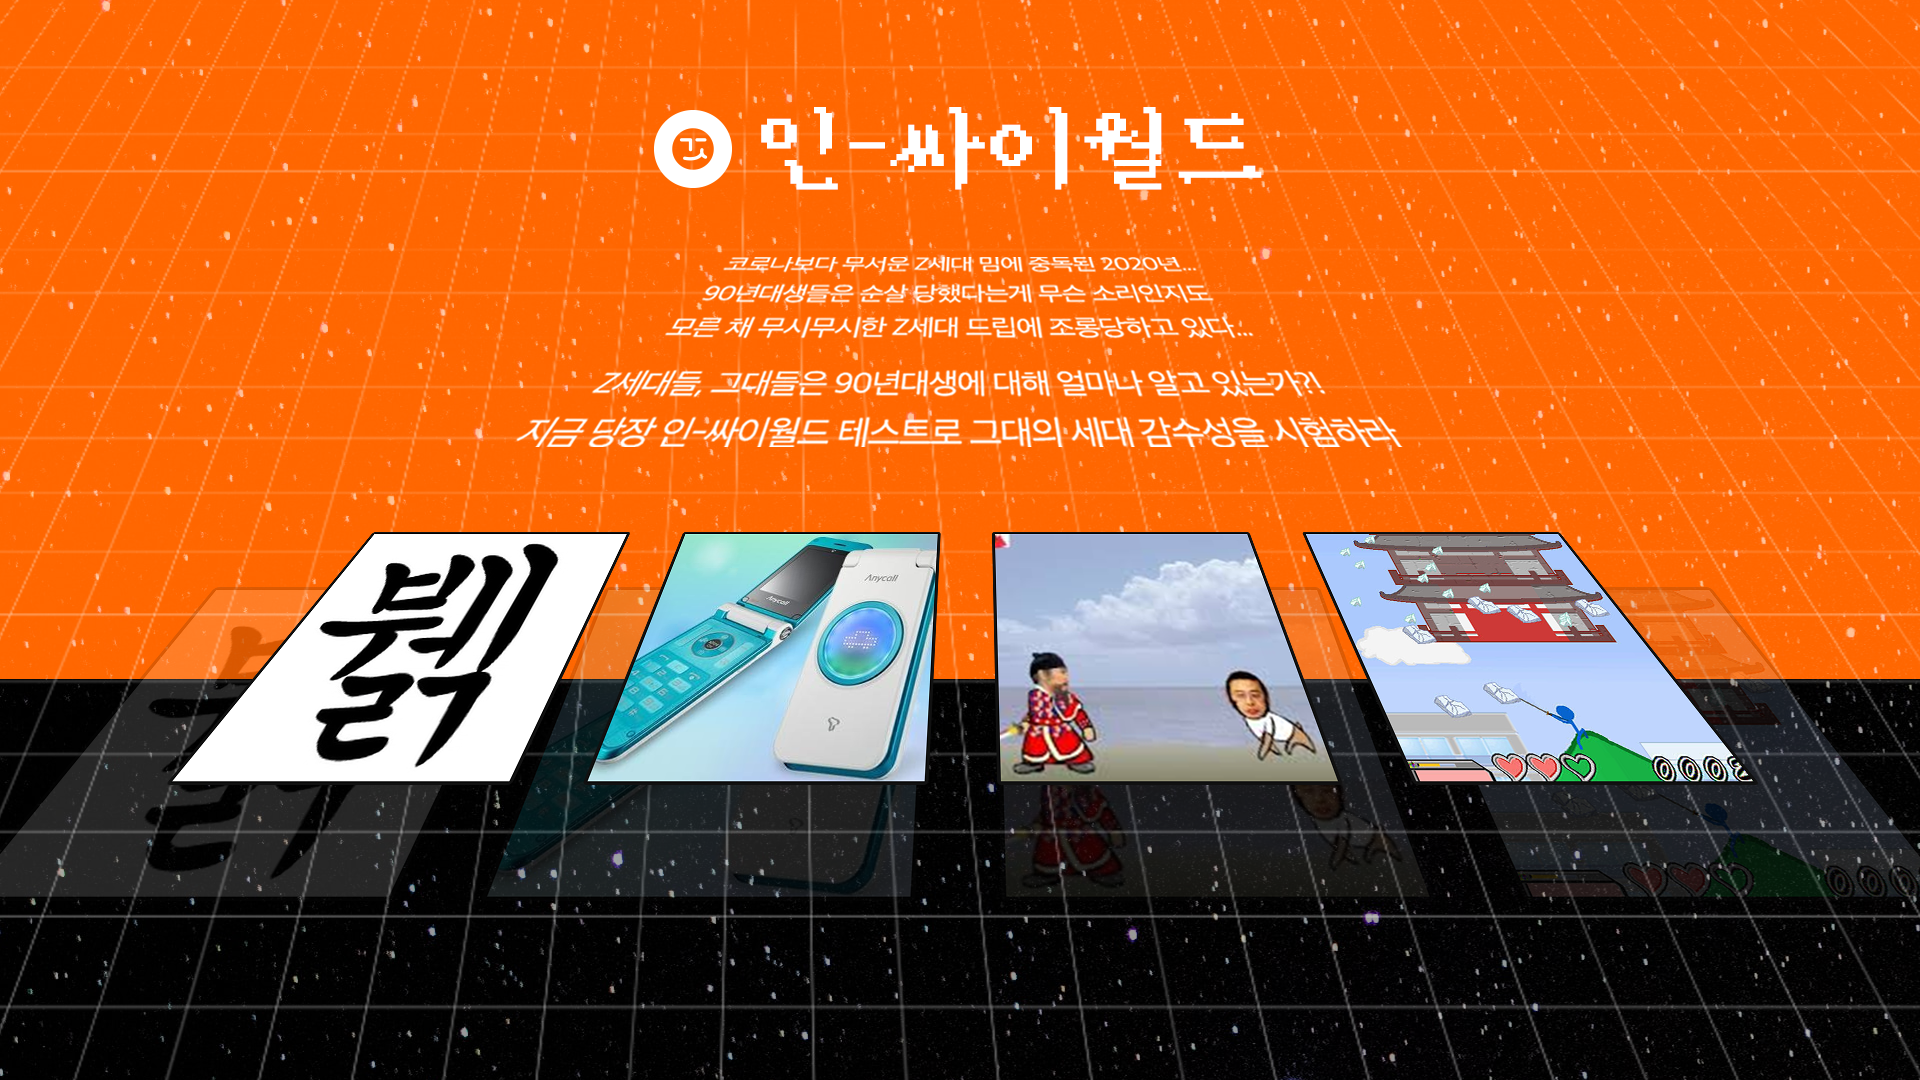 인-싸이월드
코로나보다 무서운 Z세대 밈에 중독된 2020년...
90년대생들은 순살 당했다는게 무슨 소리인지도
모른 채 무시무시한 Z세대 드립에 조롱당하고 있다...
Z세대들, 그대들은 90년대생에 대해 얼마나 알고 있는가?!
지금 당장 인-싸이월드 테스트로 그대의 세대 감수성을 시험하라
뷁
Anycall
Anycall
000